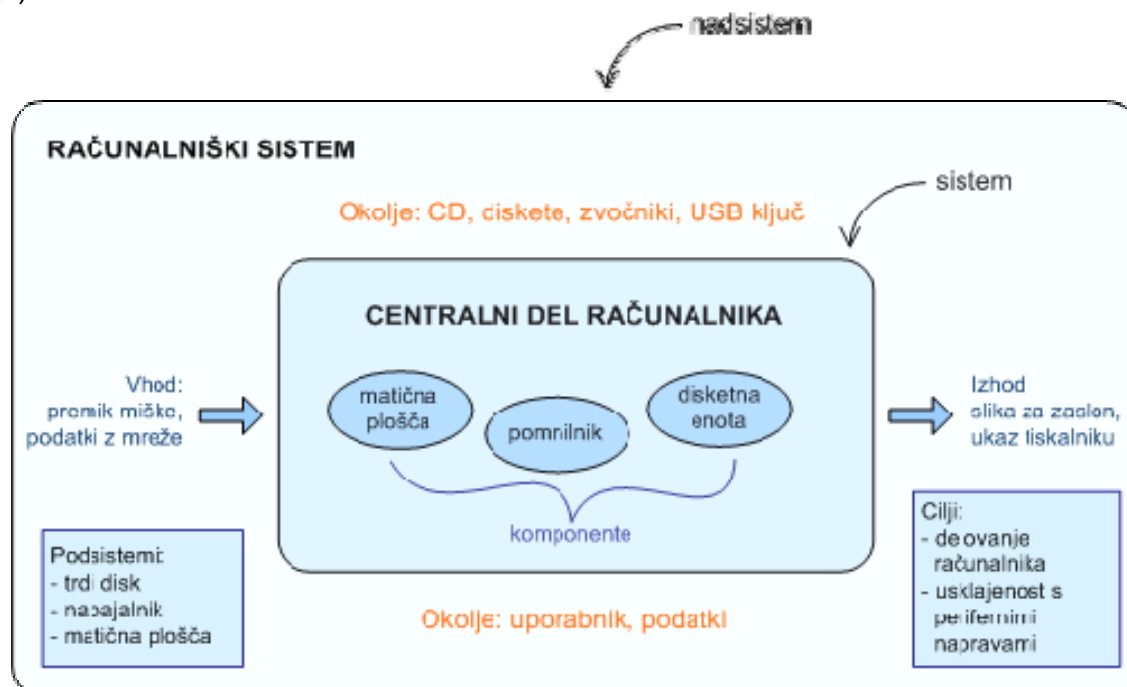 nadsistem
RAČUNALNIŠKI SISTEM
sistem
Okolje: CD, diskete, zvočniki, USB ključ
CENTRALNI DEL RAČUNALNIKA
matična
plošča
pomnilnik
disketna
enota
komponente
Vhod:
premik miške,
podatki z mreže
Izhod
slika za zaslon,
ukaz tiskalniku
Podsistemi:
- trdi disk
- napajalnik
- matična plošča
Okolje: uporabnik, podatki
Cilji:
- delovanje
računalnika
- usklajenost s
perifernimi
napravami